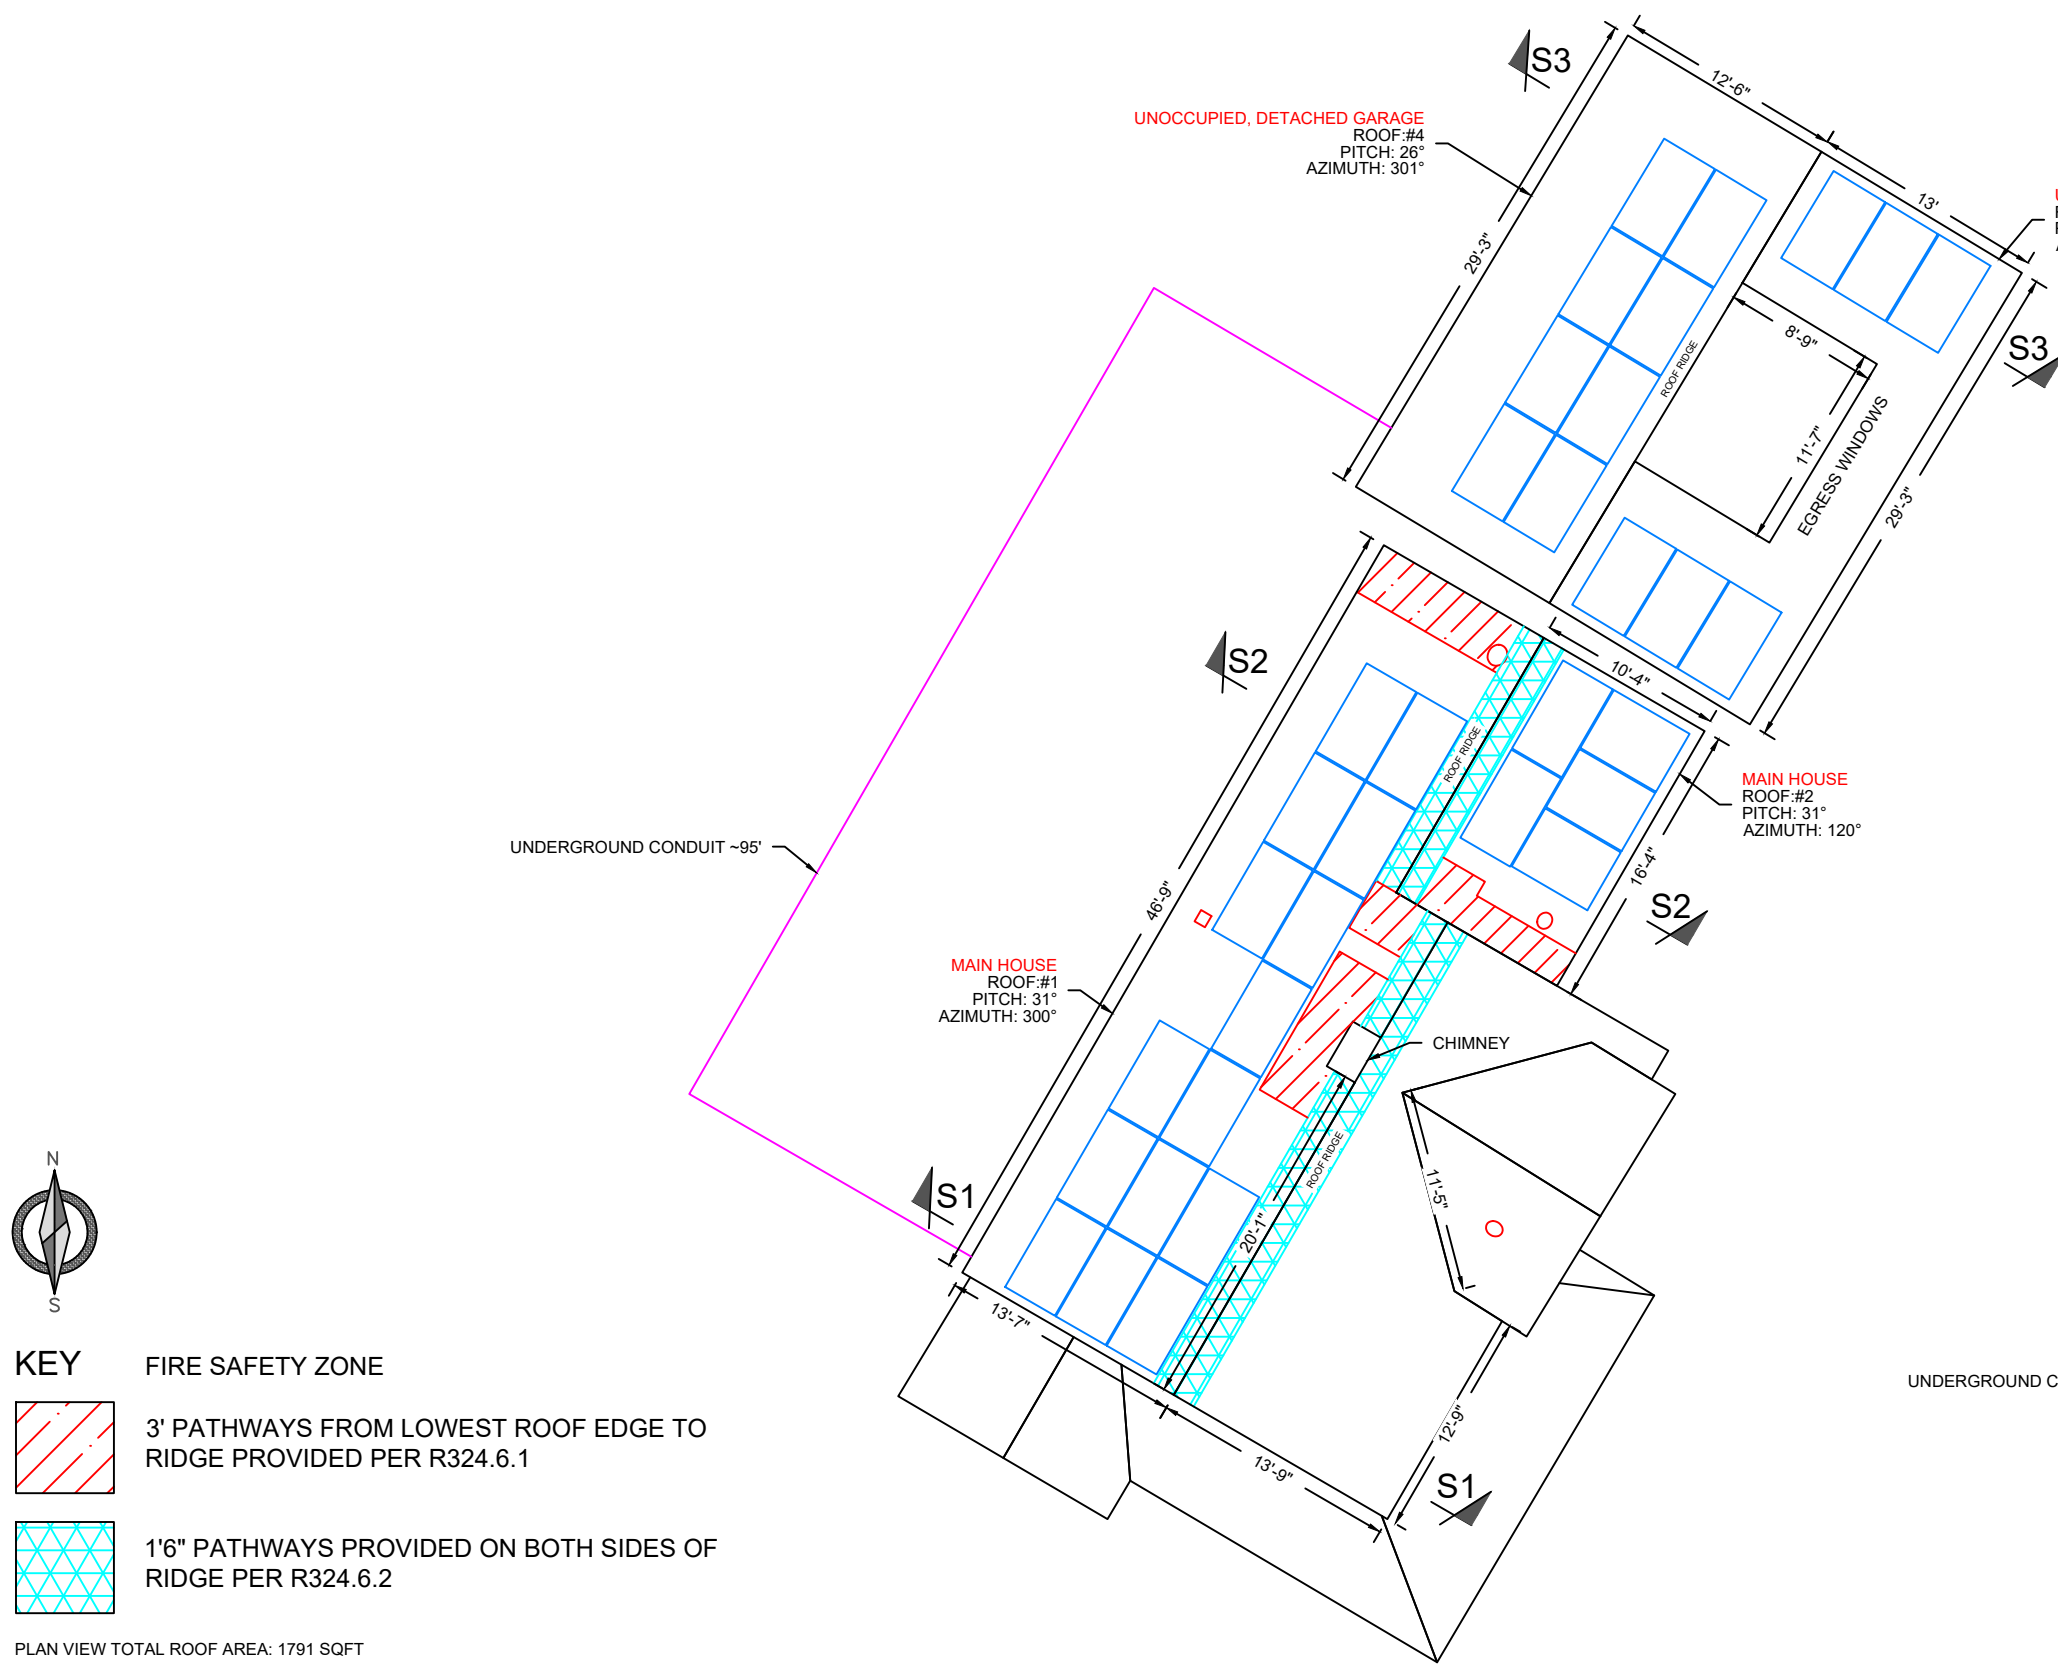 S3
12'-6"
UNOCCUPIED, DETACHED GARAGE
ROOF:#4
PITCH: 26°
AZIMUTH: 301°
13'
29'-3"
8'-9"
S3
ROOF RIDGE
11'-7"
EGRESS WINDOWS
29'-3"
S2
10'-4"
ROOF RIDGE
MAIN HOUSE
ROOF:#2
PITCH: 31°
AZIMUTH: 120°
UNDERGROUND CONDUIT ~95'
16'-4"
46'-9"
S2
MAIN HOUSE
ROOF:#1
PITCH: 31°
AZIMUTH: 300°
CHIMNEY
ROOF RIDGE
11'-5"
S1
20'-1"
N
S
13'-7"
KEY
FIRE SAFETY ZONE
UNDERGROUND C
3' PATHWAYS FROM LOWEST ROOF EDGE TO
RIDGE PROVIDED PER R324.6.1
12'-9"
13'-9"
S1
1'6" PATHWAYS PROVIDED ON BOTH SIDES OF
RIDGE PER R324.6.2
PLAN VIEW TOTAL ROOF AREA: 1791 SQFT